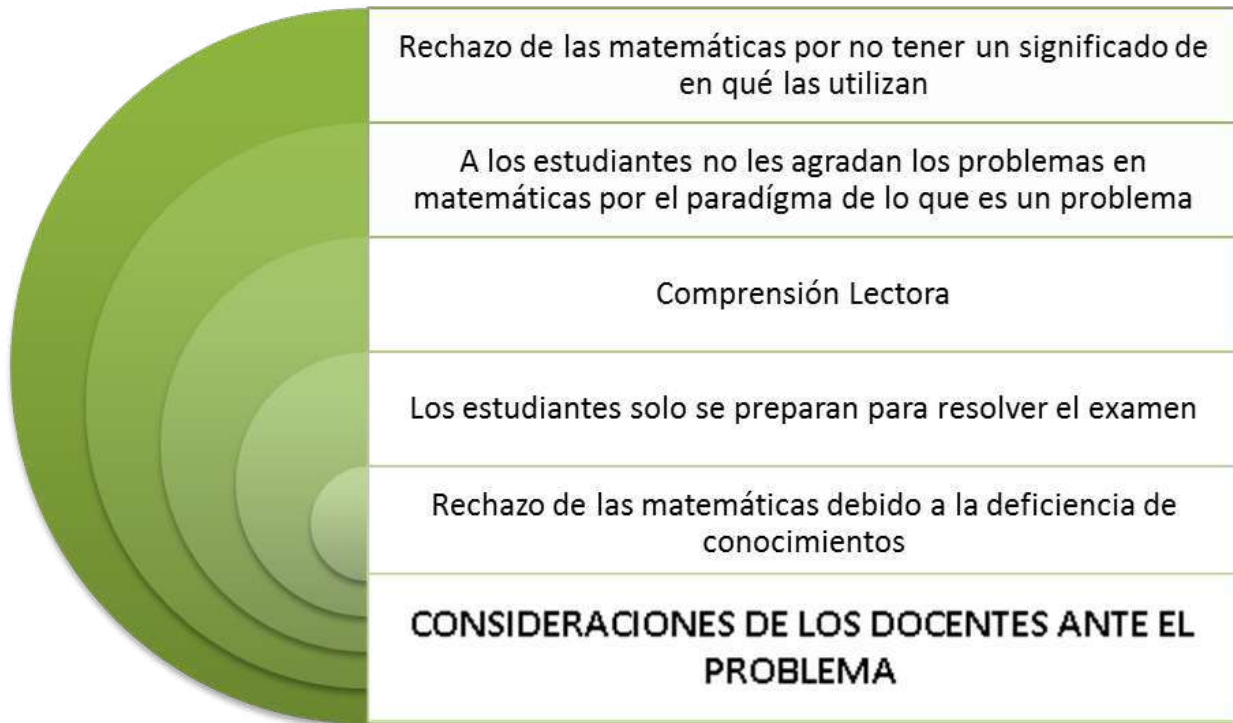 Rechazo de las matemáticas por no tener un significado de
en qué las utilizan
A los estudiantes no les agradan los problemas en
matemáticas por el paradígma de lo que es un problema
Comprensión Lectora
Los estudiantes solo se preparan para resolver el examen
Rechazo de las matemáticas debido a la deficiencia de
conocimientos
CONSIDERACIONES DE LOS DOCENTES ANTE EL
PROBLEMA